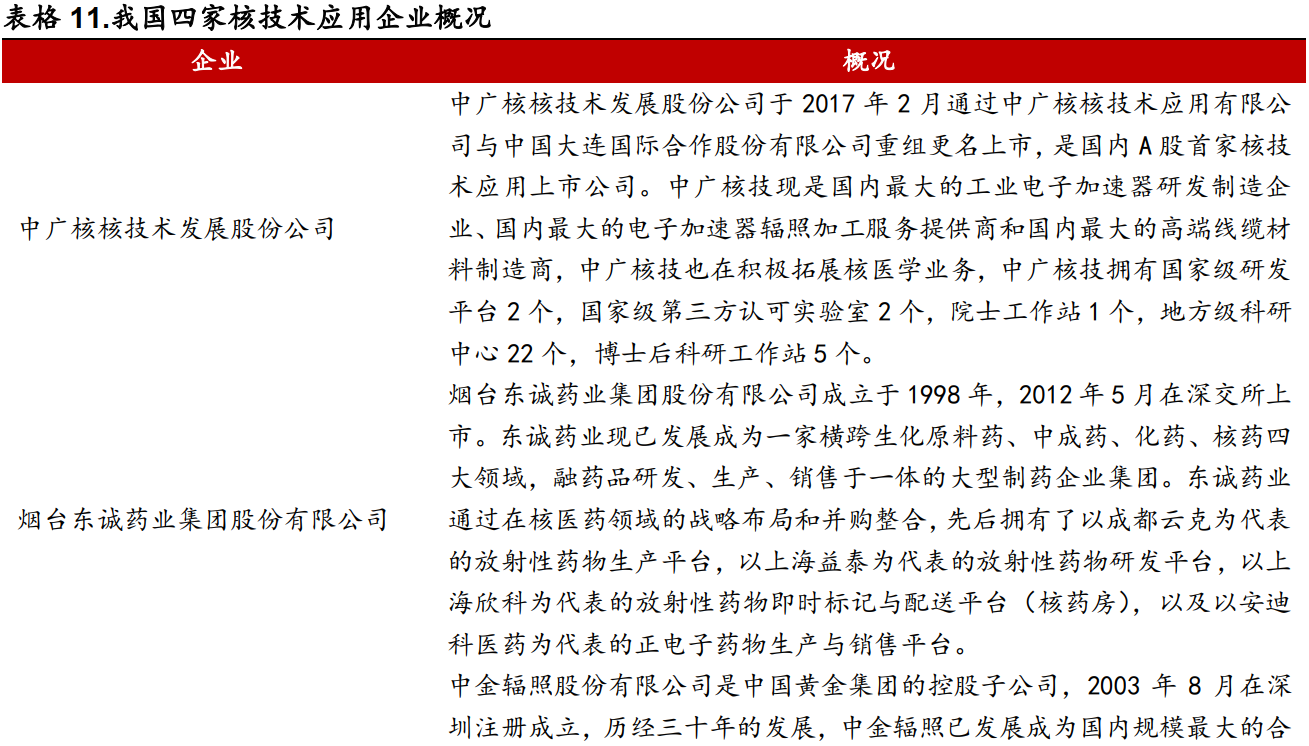 表格 11.我国四家核技术应用企业概况
企业 概况
中广核核技术发展股份公司于 2017 年 2 月通过中广核核技术应用有限公
司与中国大连国际合作股份有限公司重组更名上市，是国内 A 股首家核技
术应用上市公司。中广核技现是国内最大的工业电子加速器研发制造企
中广核核技术发展股份公司
业、国内最大的电子加速器辐照加工服务提供商和国内最大的高端线缆材
料制造商，中广核技也在积极拓展核医学业务，中广核技拥有国家级研发
平台 2 个，国家级第三方认可实验室 2 个，院士工作站 1 个，地方级科研
中心 22 个，博士后科研工作站 5 个。
烟台东诚药业集团股份有限公司成立于 1998 年，2012 年 5 月在深交所上
市。东诚药业现已发展成为一家横跨生化原料药、中成药、化药、核药四
大领域，融药品研发、生产、销售于一体的大型制药企业集团。东诚药业
烟台东诚药业集团股份有限公司
通过在核医药领域的战略布局和并购整合，先后拥有了以成都云克为代表
的放射性药物生产平台，以上海益泰为代表的放射性药物研发平台，以上
海欣科为代表的放射性药物即时标记与配送平台（核药房），以及以安迪
科医药为代表的正电子药物生产与销售平台。
中金辐照股份有限公司是中国黄金集团的控股子公司，2003 年 8 月在深
圳注册成立，历经三十年的发展，中金辐照已发展成为国内规模最大的合